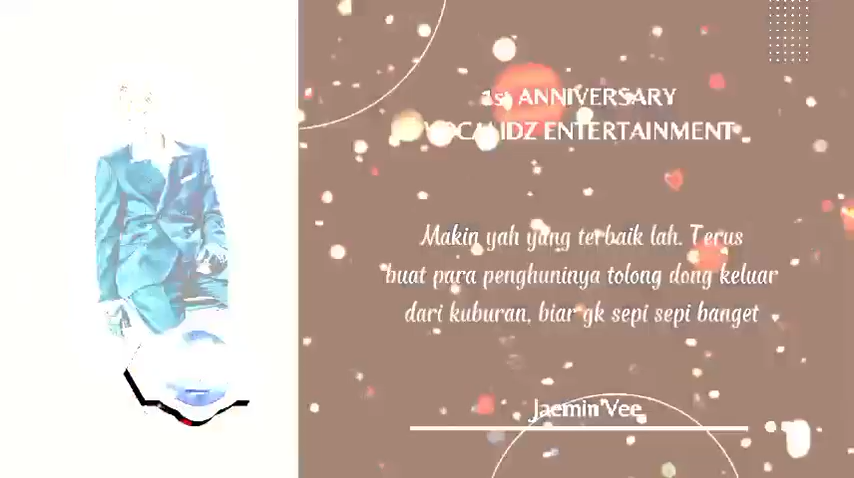 1st ANNIVERSARY
VOCALIDZ ENTERTAINMENT
Makin yah yang terbaik lah. Terus
buat para penghuninya tolong dong keluar
dari kuburan, biar gk sepi sepi banget
Jaemin Vee